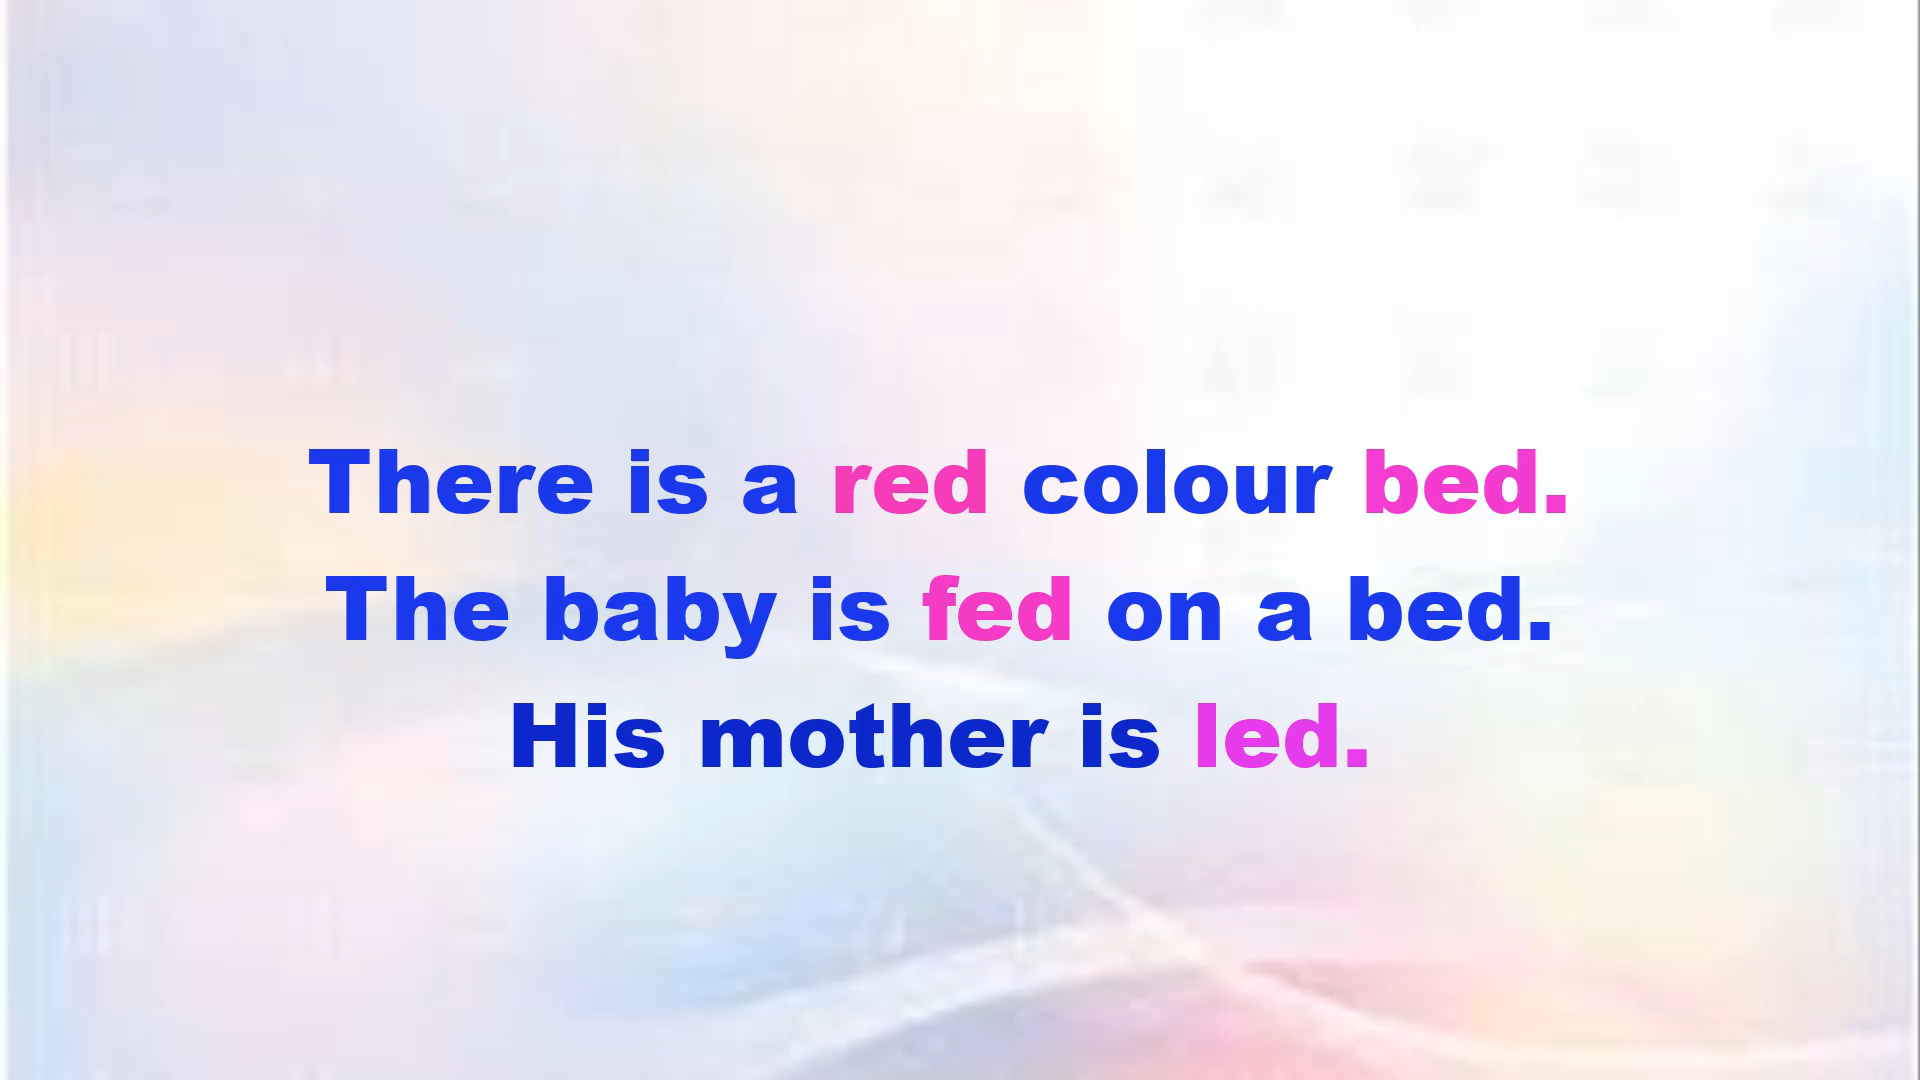 There is a red colour bed.
The baby is fed on a bed.
His mother is led.